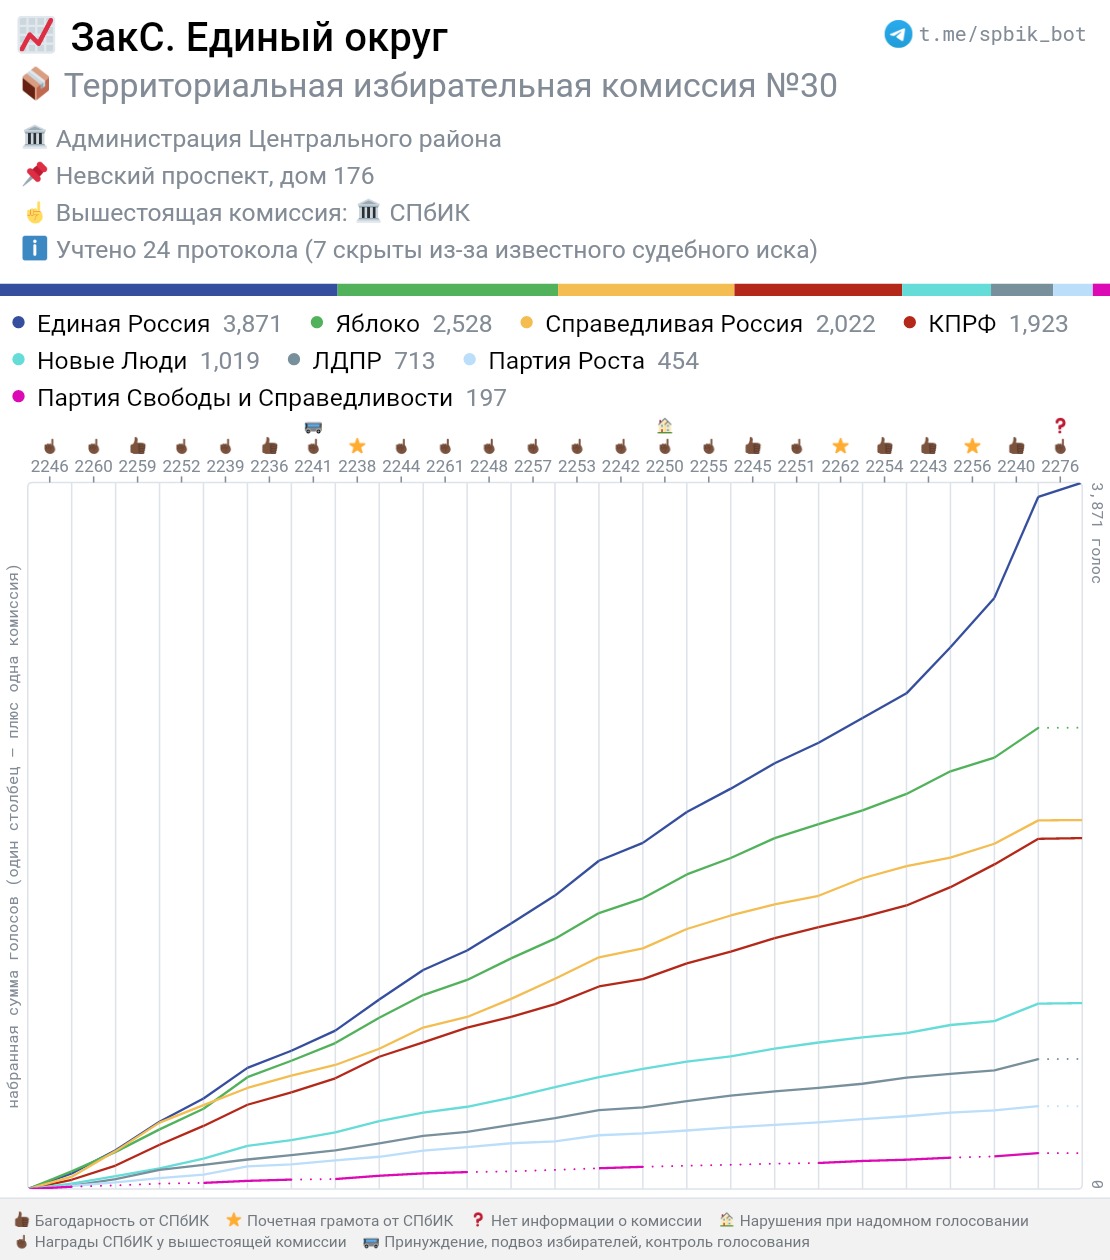 ЗакС. Единый округ
t.me/spbik_bot
Территориальная избирательная комиссия №30
Администрация Центрального района
Невский проспект, дом 176
Вышестоящая комиссия: СПбИК
Учтено 24 протокола (7 скрыты из-за известного судебного иска)
Единая Россия 3,871 Яблоко 2,528 Справедливая Россия 2,022 КПРФ 1,923
Новые Люди 1,019 ЛДПР 713 Партия Роста 454
Партия Свободы и Справедливости 197
2246 2260 2259 2252 2239 2236 2241 2238 2244 2261 2248 2257 2253 2242 2250 2255 2245 2251 2262 2254 2243 2256 2240 2276
набранная сумма голосов (один столбец – плюс одна комиссия)
3,871 голос
0
Багодарность от СПбИК Почетная грамота от СПбИК Нет информации о комиссии Нарушения при надомном голосовании
Награды СПбИК у вышестоящей комиссии Принуждение, подвоз избирателей, контроль голосования